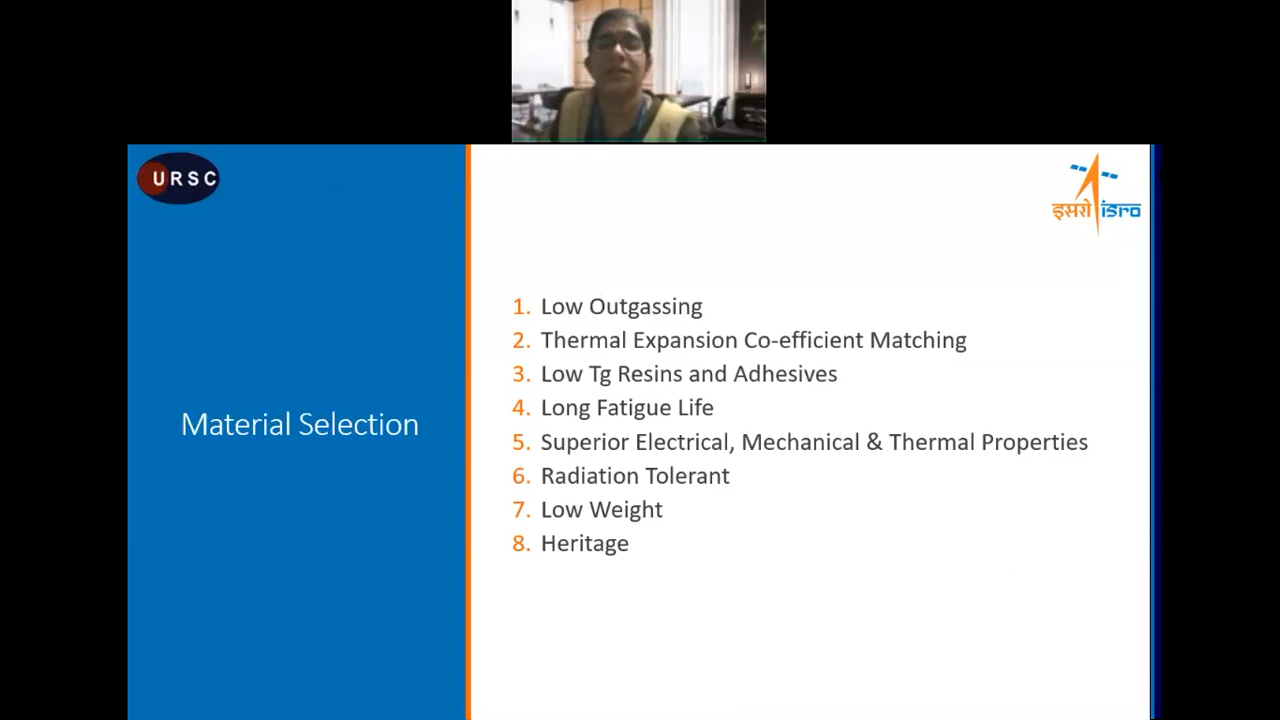 URSC
इसरो isro
Material Selection
1. Low Outgassing
2. Thermal Expansion Co-efficient Matching
3. Low Tg Resins and Adhesives
4. Long Fatigue Life
5. Superior Electrical, Mechanical & Thermal Properties
6. Radiation Tolerant
7. Low Weight
8. Heritage